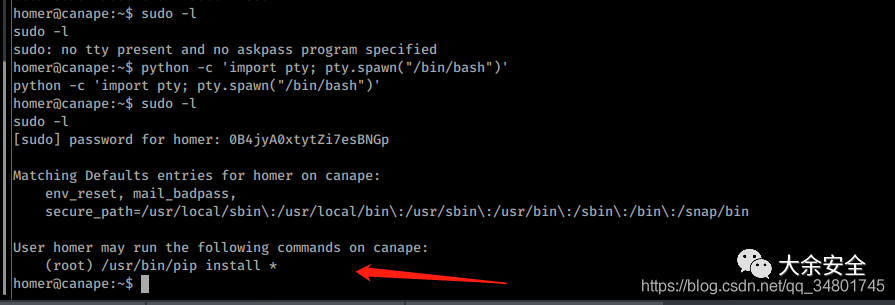 homer@canape:~$ sudo -l
sudo -l
sudo: no tty present and no askpass program specified
homer@canape:~$ python -c 'import pty; pty.spawn("/bin/bash")'
python -c 'import pty; pty.spawn("/bin/bash")'
homer@canape:~$ sudo -l
sudo -l
[sudo] password for homer: 0B4jyA0xtytZi7esBNGp
Matching Defaults entries for homer on canape:
env_reset, mail_badpass,
secure_path=/usr/local/sbin\:/usr/local/bin\:/usr/sbin\:/usr/bin\:/sbin\:/bin\:/snap/bin
User homer may run the following commands on canape:
(root) /usr/bin/pip install *
homer@canape:~$
大余安全
https://blog.csdn.net/qq_34801745